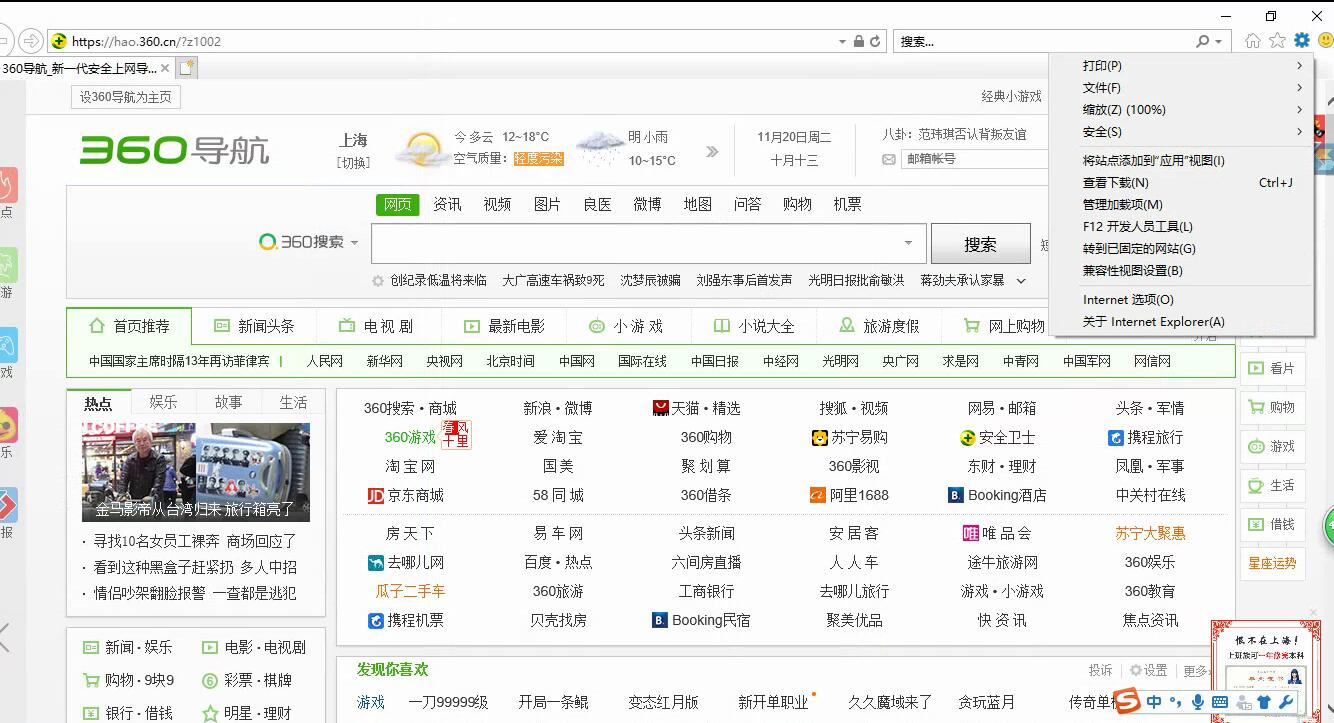 https://hao.360.cn/?z1002
搜索...
360导航_新一代安全上网导...
设360导航为主页
经典小游戏
打印(P)
文件(F)
缩放(Z) (100%)
安全(S)
将站点添加到“应用”视图(I)
查看下载(N) Ctrl+J
管理加载项(M)
F12 开发人员工具(L)
转到已固定的网站(G)
兼容性视图设置(B)
Internet 选项(O)
关于 Internet Explorer(A)
360导航
上海
[切换]
今 多云 12~18°C
空气质量: 轻度污染
明 小雨
10~15°C
11月20日周二
十月十三
八卦: 范玮琪否认背叛友谊
邮箱帐号
网页 资讯 视频 图片 良医 微博 地图 问答 购物 机票
360搜索
搜索
创纪录低温将来临 大广高速车祸致9死 沈梦辰被骗 刘强东事后首发声 光明日报批俞敏洪 蒋劲夫承认家暴
首页推荐 新闻头条 电 视 剧 最新电影 小 游 戏 小说大全 旅游度假 网上购物
中国国家主席时隔13年再访菲律宾 人民网 新华网 央视网 北京时间 中国网 国际在线 中国日报 中经网 光明网 央广网 求是网 中青网 中国军网 网信网
热点 娱乐 故事 生活
金马影帝从台湾归来 旅行箱亮了
· 寻找10名女员工裸奔 商场回应了
· 看到这种黑盒子赶紧扔 多人中招
· 情侣吵架翻脸报警 一查都是逃犯
360搜索 • 商城 新浪 • 微博 天猫 • 精选 搜狐 • 视频 网易 • 邮箱 头条 • 军情
360游戏 春风十里 爱 淘 宝 360购物 苏宁易购 安全卫士 携程旅行
淘 宝 网 国 美 聚 划 算 360影视 东财 • 理财 凤凰 • 军事
京东商城 58 同 城 360借条 阿里1688 Booking酒店 中关村在线
房 天 下 易 车 网 头条新闻 安 居 客 唯 品 会 苏宁大聚惠
去哪儿网 百度 • 热点 六间房直播 人 人 车 途牛旅游网 360娱乐
瓜子二手车 360旅游 工商银行 去哪儿旅行 游戏 • 小游戏 360教育
携程机票 贝壳找房 Booking民宿 聚美优品 快 资 讯 焦点资讯
看片
购物
游戏
生活
借钱
星座运势
新闻 · 娱乐 电影 · 电视剧
购物 · 9块9 彩票 · 棋牌
银行 · 借钱 明星 · 理财
发现你喜欢
投诉 设置 更多
游戏 一刀99999级 开局一条鲲 变态红月版 新开单职业 久久魔域来了 贪玩蓝月 传奇单
恨不在上海!
上班族可一年修完本科
中